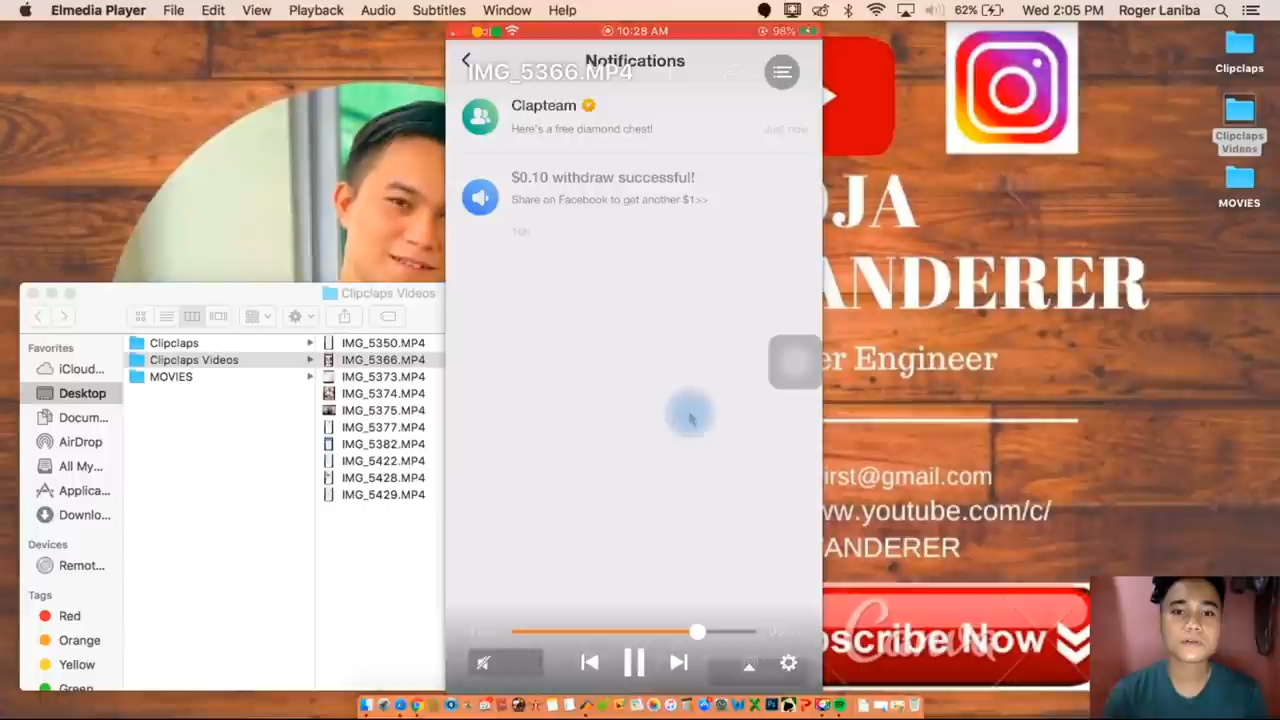 Elmedia Player File Edit View Playback Audio Subtitles Window Help 62% Wed 2:05 PM Roger Laniba
10:28 AM 98%
Notifications
IMG_5366.MP4
Clapteam
Here's a free diamond chest!
Just now
$0.10 withdraw successful!
Share on Facebook to get another $1>>
16h
Clipclaps
Clipclaps Videos
MOVIES
OJA
ANDERER
er Engineer
irst@gmail.com
ww.youtube.com/c/
ANDERER
bscribe Now
Canva
Clipclaps Videos
Favorites
iCloud...
Desktop
Docum...
AirDrop
All My...
Applica...
Downlo...
Devices
Remot...
Tags
Red
Orange
Yellow
Green
Clipclaps
Clipclaps Videos
MOVIES
IMG_5350.MP4
IMG_5366.MP4
IMG_5373.MP4
IMG_5374.MP4
IMG_5375.MP4
IMG_5377.MP4
IMG_5382.MP4
IMG_5422.MP4
IMG_5428.MP4
IMG_5429.MP4